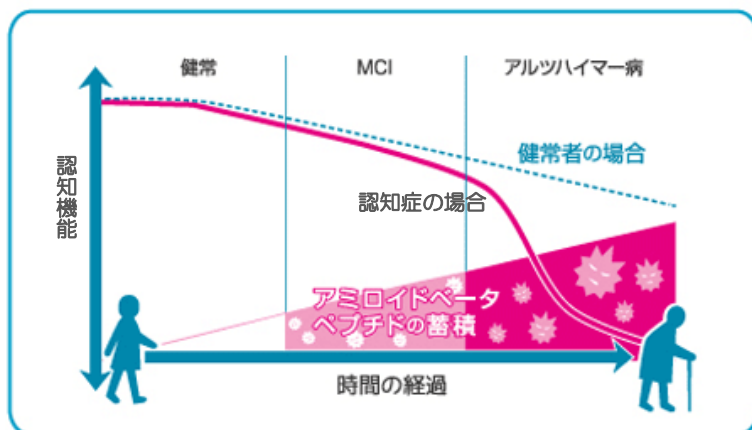 健常
MCI
アルツハイマー病
健常者の場合
認知機能
認知症の場合
アミロイドベータ
ペプチドの蓄積
時間の経過